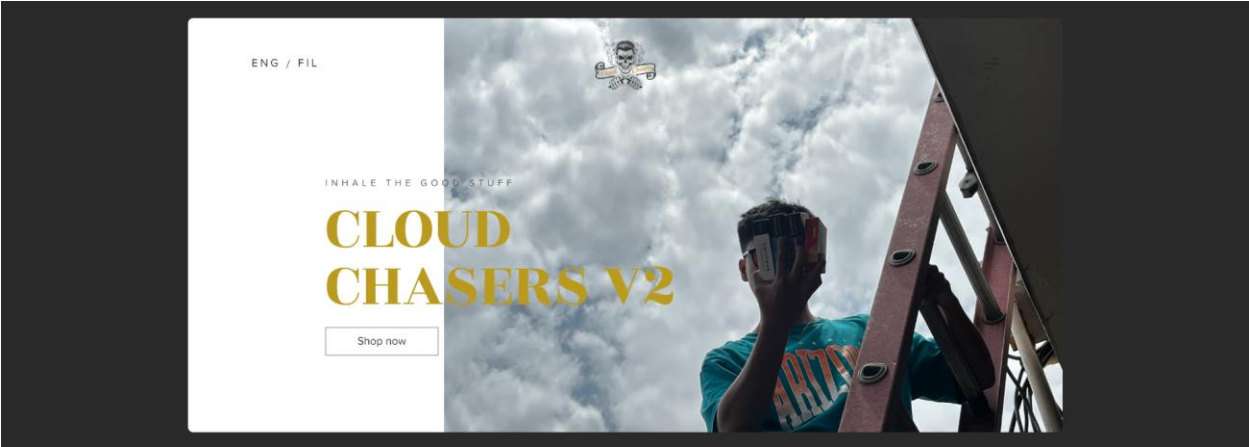 ENG / FIL
INHALE THE GOOD STUFF
CLOUD
CHASERS V2
Shop now